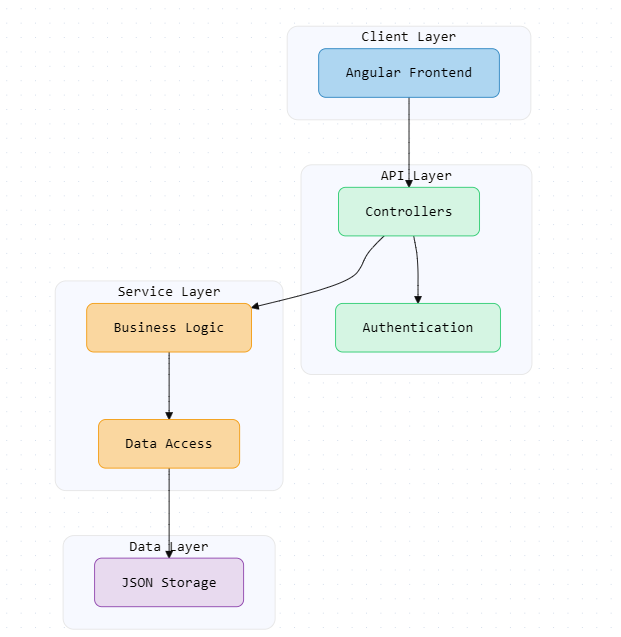 Client Layer
Angular Frontend
API Layer
Controllers
Service Layer
Business Logic
Authentication
Data Access
Data Layer
JSON Storage